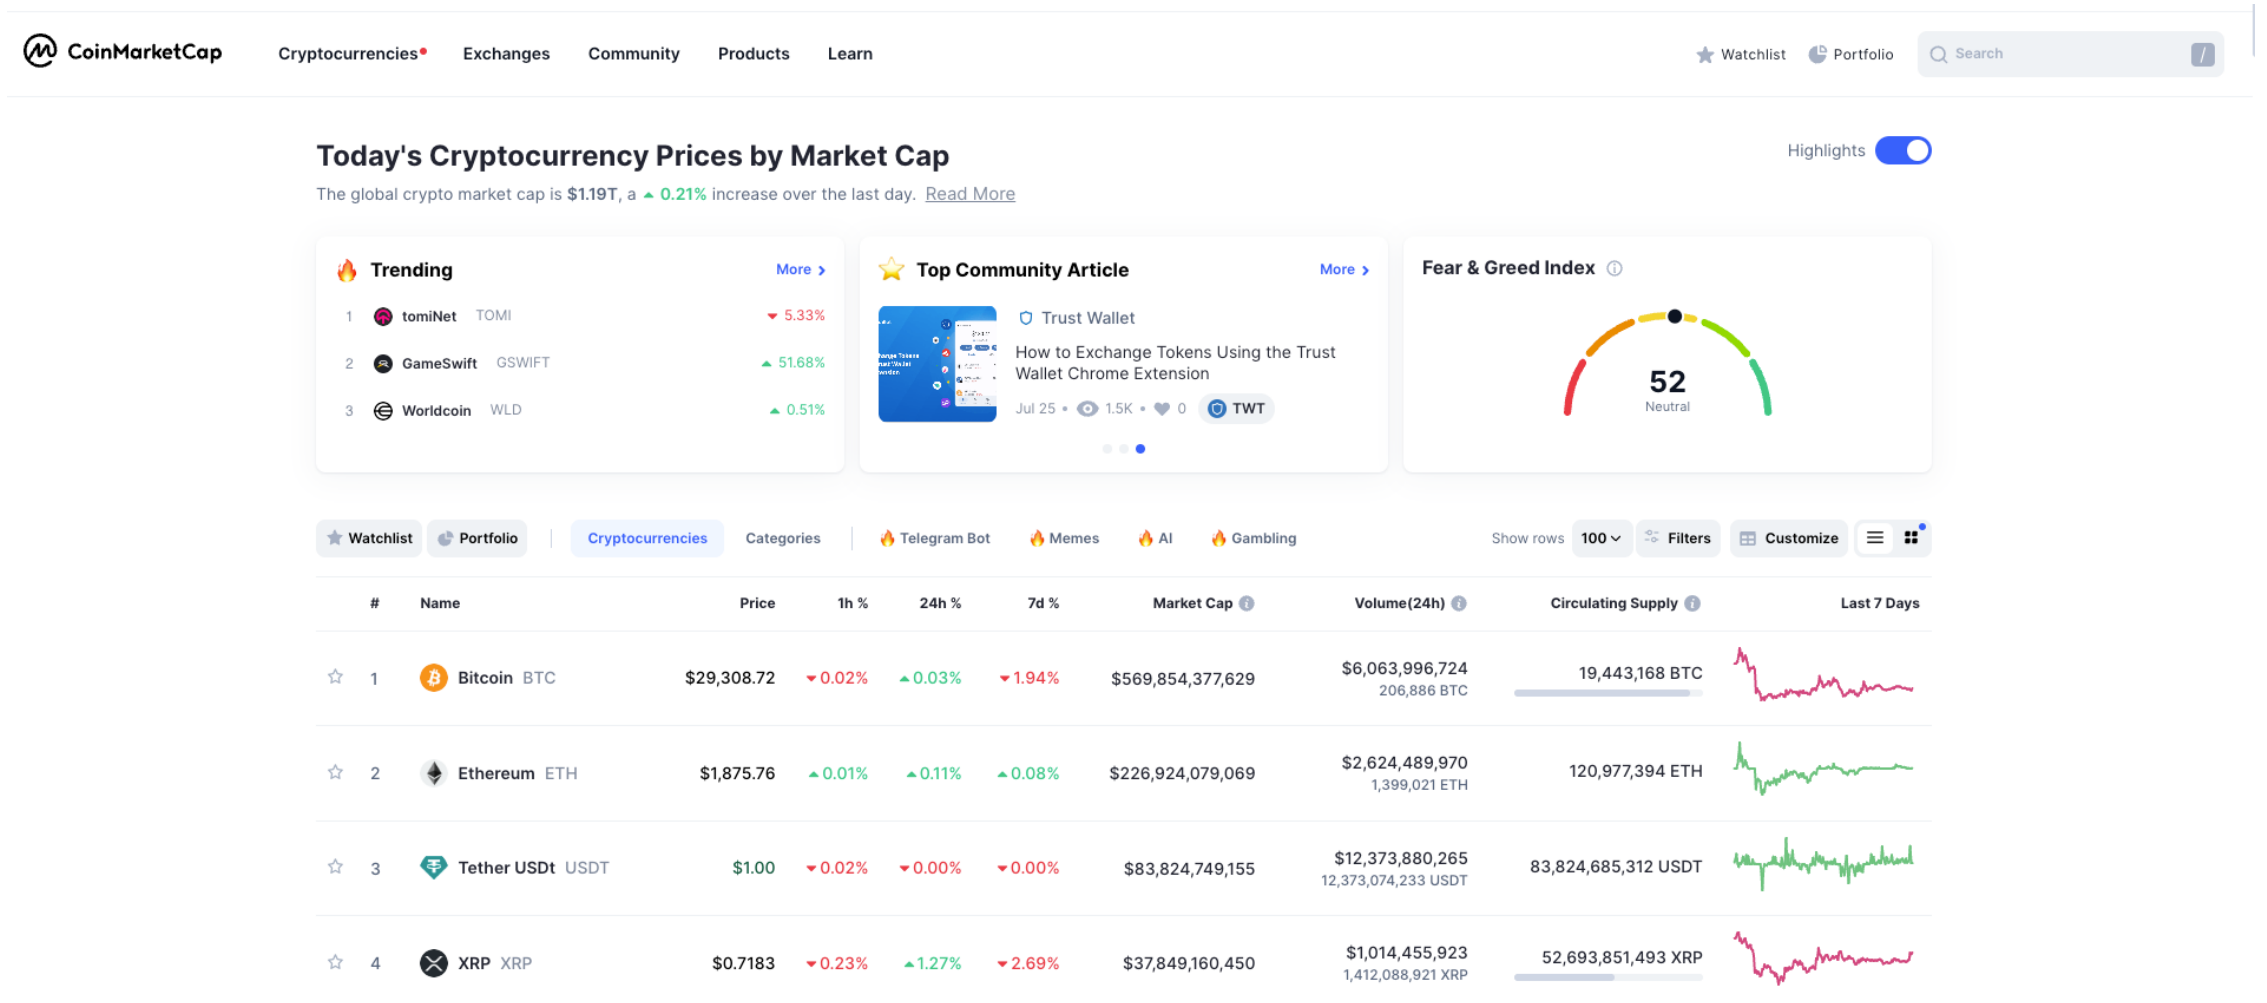 CoinMarketCap Cryptocurrencies Exchanges Community Products Learn Watchlist Portfolio Search /
Today's Cryptocurrency Prices by Market Cap Highlights
The global crypto market cap is $1.19T, a 0.21% increase over the last day. Read More
Trending More
1 tomiNet TOMI 5.33%
2 GameSwift GSWIFT 51.68%
3 Worldcoin WLD 0.51%
Top Community Article More
Trust Wallet
How to Exchange Tokens Using the Trust
Wallet Chrome Extension
Jul 25 • 1.5K • 0 TWT
Fear & Greed Index
52
Neutral
Watchlist Portfolio Cryptocurrencies Categories Telegram Bot Memes AI Gambling Show rows 100 Filters Customize
# Name Price 1h % 24h % 7d % Market Cap Volume(24h) Circulating Supply Last 7 Days
1 Bitcoin BTC $29,308.72 0.02% 0.03% 1.94% $569,854,377,629 $6,063,996,724 19,443,168 BTC
206,886 BTC
2 Ethereum ETH $1,875.76 0.01% 0.11% 0.08% $226,924,079,069 $2,624,489,970 120,977,394 ETH
1,399,021 ETH
3 Tether USDt USDT $1.00 0.02% 0.00% 0.00% $83,824,749,155 $12,373,880,265 83,824,685,312 USDT
12,373,074,233 USDT
4 XRP XRP $0.7183 0.23% 1.27% 2.69% $37,849,160,450 $1,014,455,923 52,693,851,493 XRP
1,412,088,921 XRP